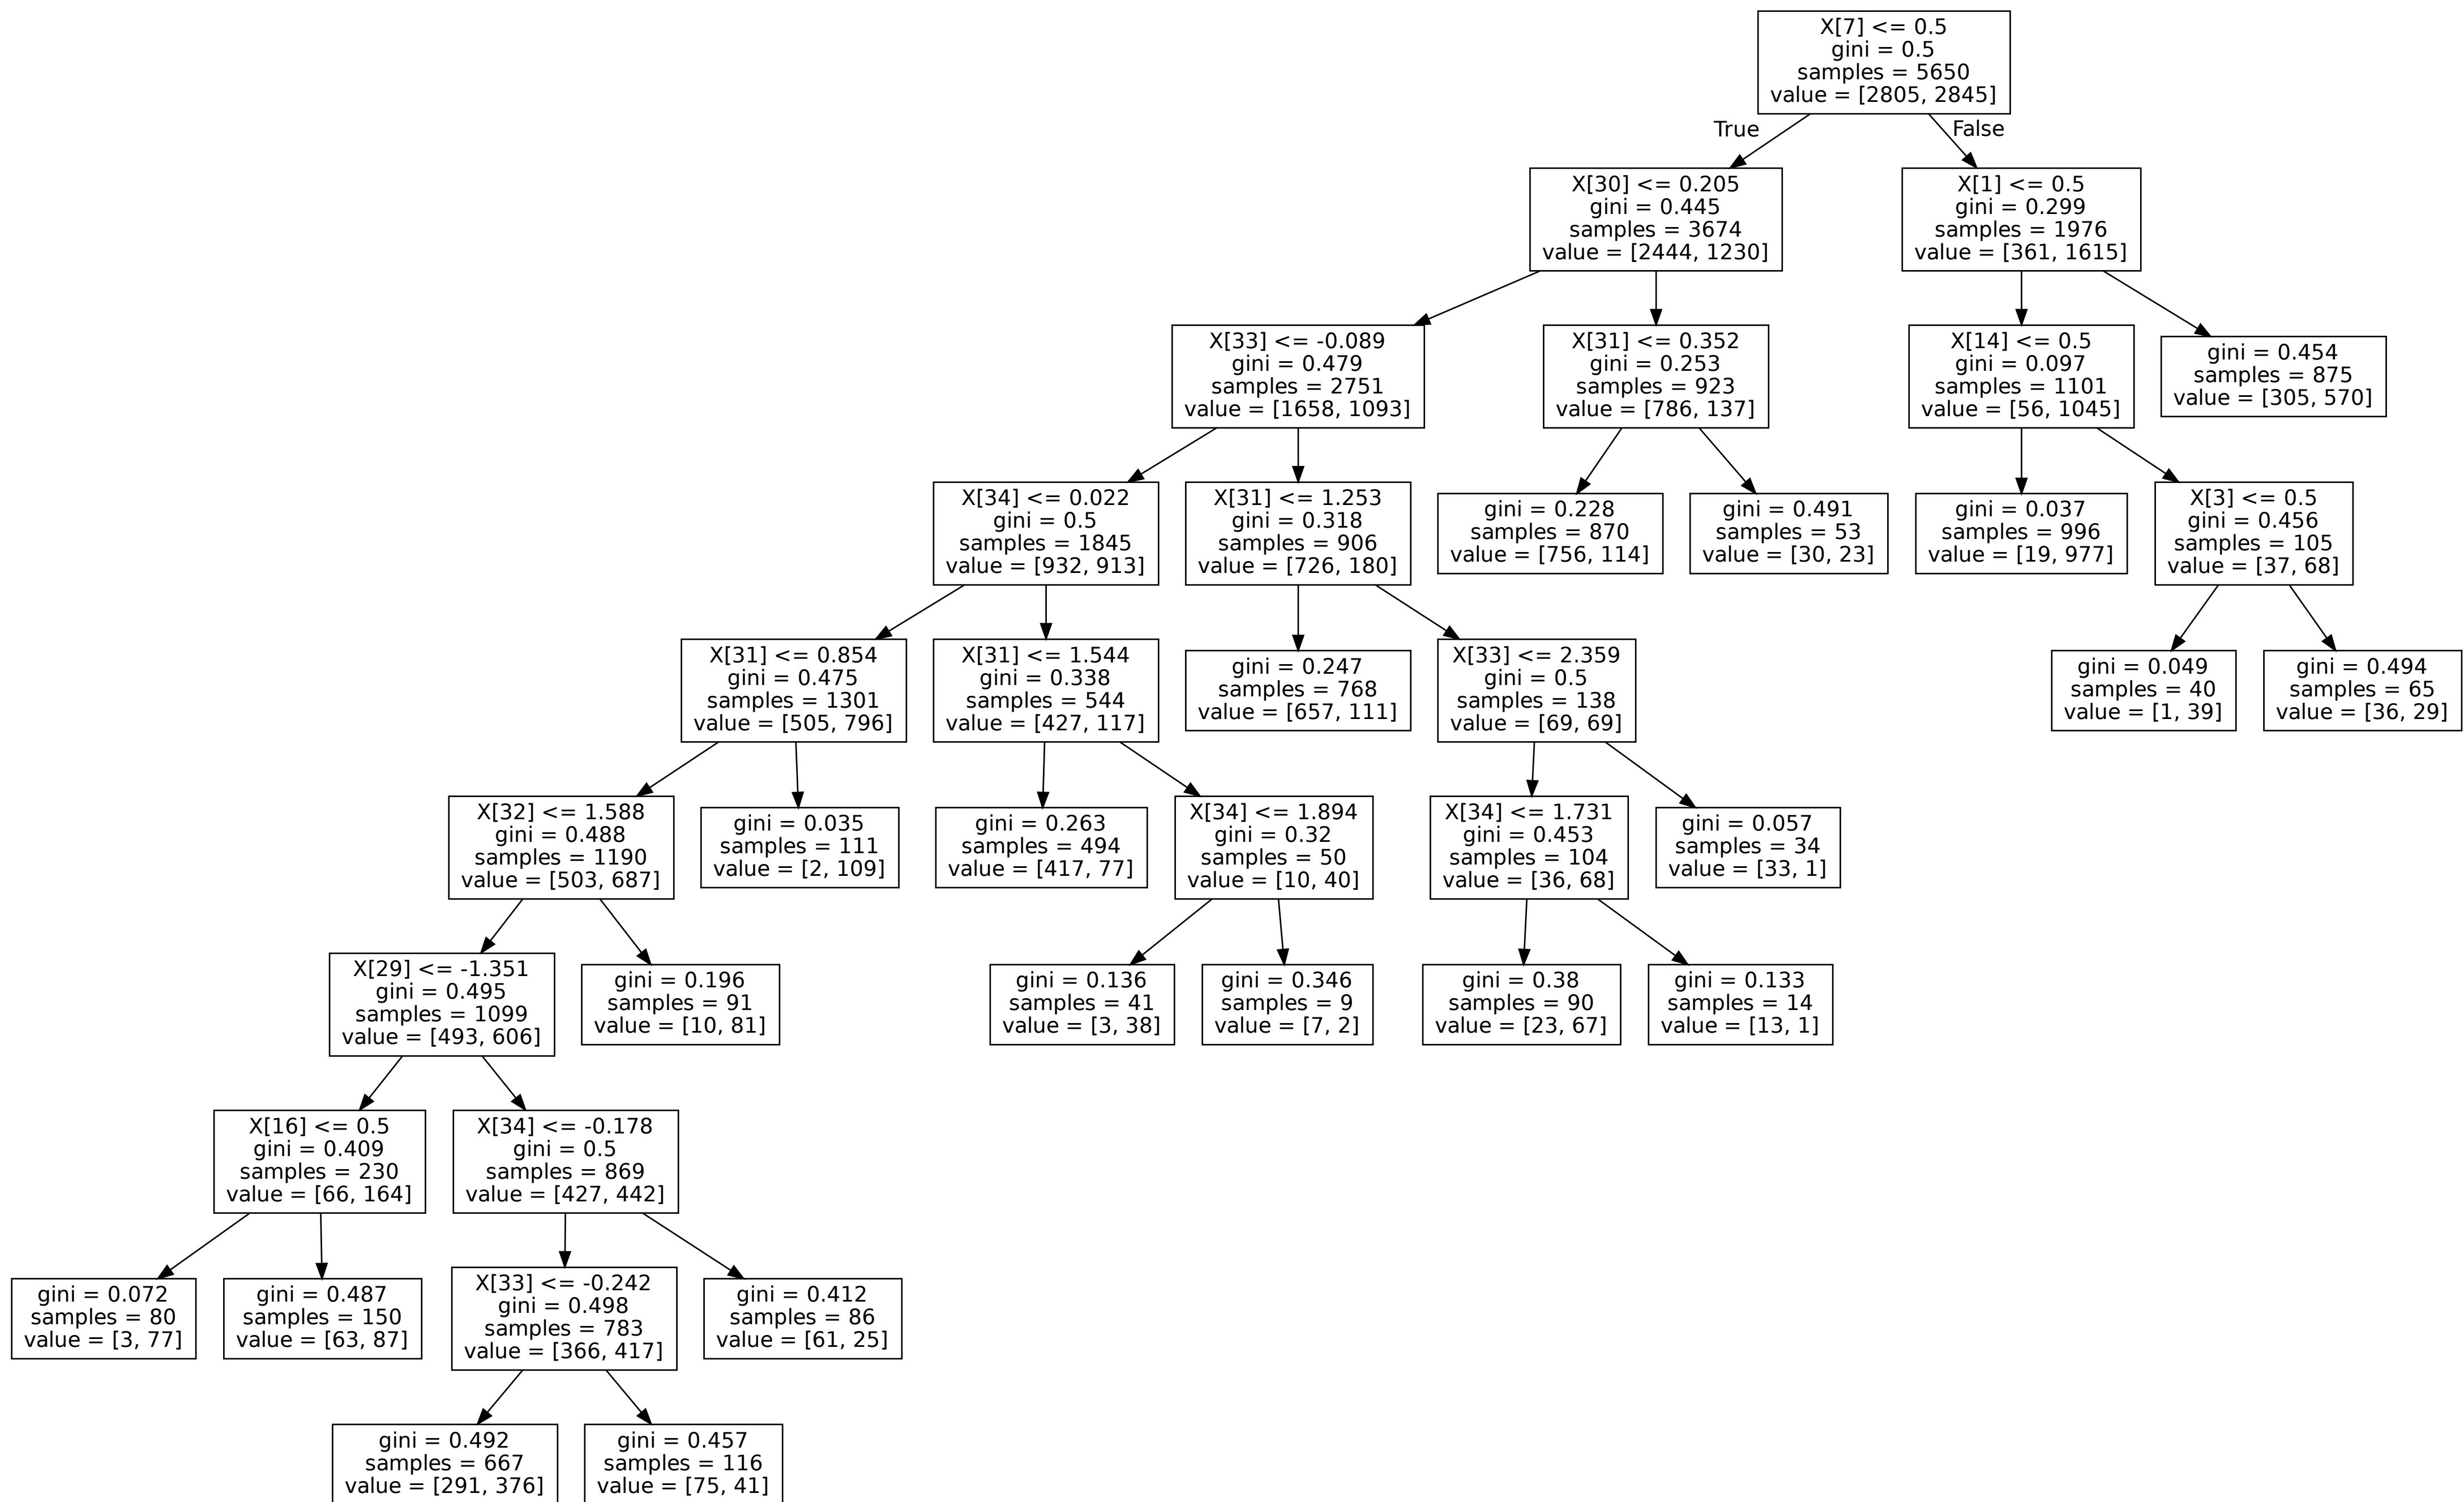 X[7] <= 0.5
gini = 0.5
samples = 5650
value = [2805, 2845]
True
False
X[30] <= 0.205
gini = 0.445
samples = 3674
value = [2444, 1230]
X[1] <= 0.5
gini = 0.299
samples = 1976
value = [361, 1615]
X[33] <= -0.089
gini = 0.479
samples = 2751
value = [1658, 1093]
X[31] <= 0.352
gini = 0.253
samples = 923
value = [786, 137]
X[14] <= 0.5
gini = 0.097
samples = 1101
value = [56, 1045]
gini = 0.454
samples = 875
value = [305, 570]
X[34] <= 0.022
gini = 0.5
samples = 1845
value = [932, 913]
X[31] <= 1.253
gini = 0.318
samples = 906
value = [726, 180]
gini = 0.228
samples = 870
value = [756, 114]
gini = 0.491
samples = 53
value = [30, 23]
gini = 0.037
samples = 996
value = [19, 977]
X[3] <= 0.5
gini = 0.456
samples = 105
value = [37, 68]
X[31] <= 0.854
gini = 0.475
samples = 1301
value = [505, 796]
X[31] <= 1.544
gini = 0.338
samples = 544
value = [427, 117]
gini = 0.247
samples = 768
value = [657, 111]
X[33] <= 2.359
gini = 0.5
samples = 138
value = [69, 69]
gini = 0.049
samples = 40
value = [1, 39]
gini = 0.494
samples = 65
value = [36, 29]
X[32] <= 1.588
gini = 0.488
samples = 1190
value = [503, 687]
gini = 0.035
samples = 111
value = [2, 109]
gini = 0.263
samples = 494
value = [417, 77]
X[34] <= 1.894
gini = 0.32
samples = 50
value = [10, 40]
X[34] <= 1.731
gini = 0.453
samples = 104
value = [36, 68]
gini = 0.057
samples = 34
value = [33, 1]
X[29] <= -1.351
gini = 0.495
samples = 1099
value = [493, 606]
gini = 0.196
samples = 91
value = [10, 81]
gini = 0.136
samples = 41
value = [3, 38]
gini = 0.346
samples = 9
value = [7, 2]
gini = 0.38
samples = 90
value = [23, 67]
gini = 0.133
samples = 14
value = [13, 1]
X[16] <= 0.5
gini = 0.409
samples = 230
value = [66, 164]
X[34] <= -0.178
gini = 0.5
samples = 869
value = [427, 442]
gini = 0.072
samples = 80
value = [3, 77]
gini = 0.487
samples = 150
value = [63, 87]
X[33] <= -0.242
gini = 0.498
samples = 783
value = [366, 417]
gini = 0.412
samples = 86
value = [61, 25]
gini = 0.492
samples = 667
value = [291, 376]
gini = 0.457
samples = 116
value = [75, 41]